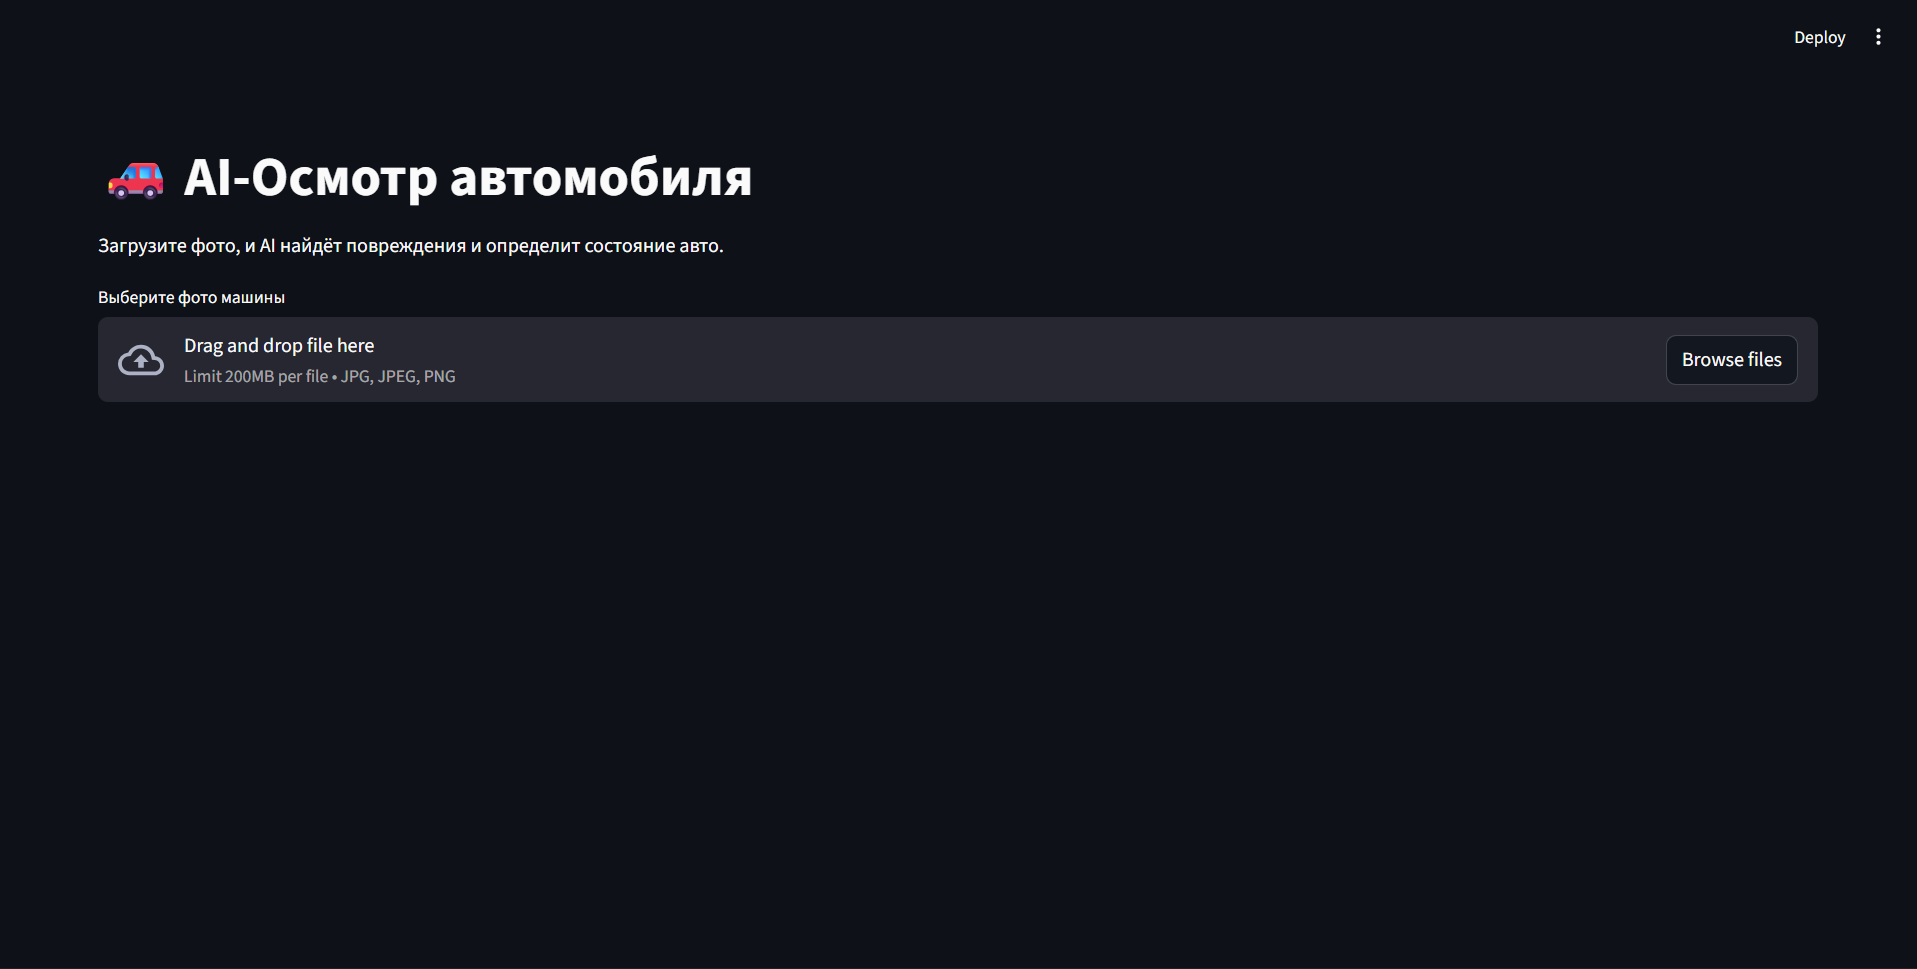 Deploy
AI-Осмотр автомобиля
Загрузите фото, и AI найдёт повреждения и определит состояние авто.
Выберите фото машины
Drag and drop file here
Limit 200MB per file • JPG, JPEG, PNG
Browse files